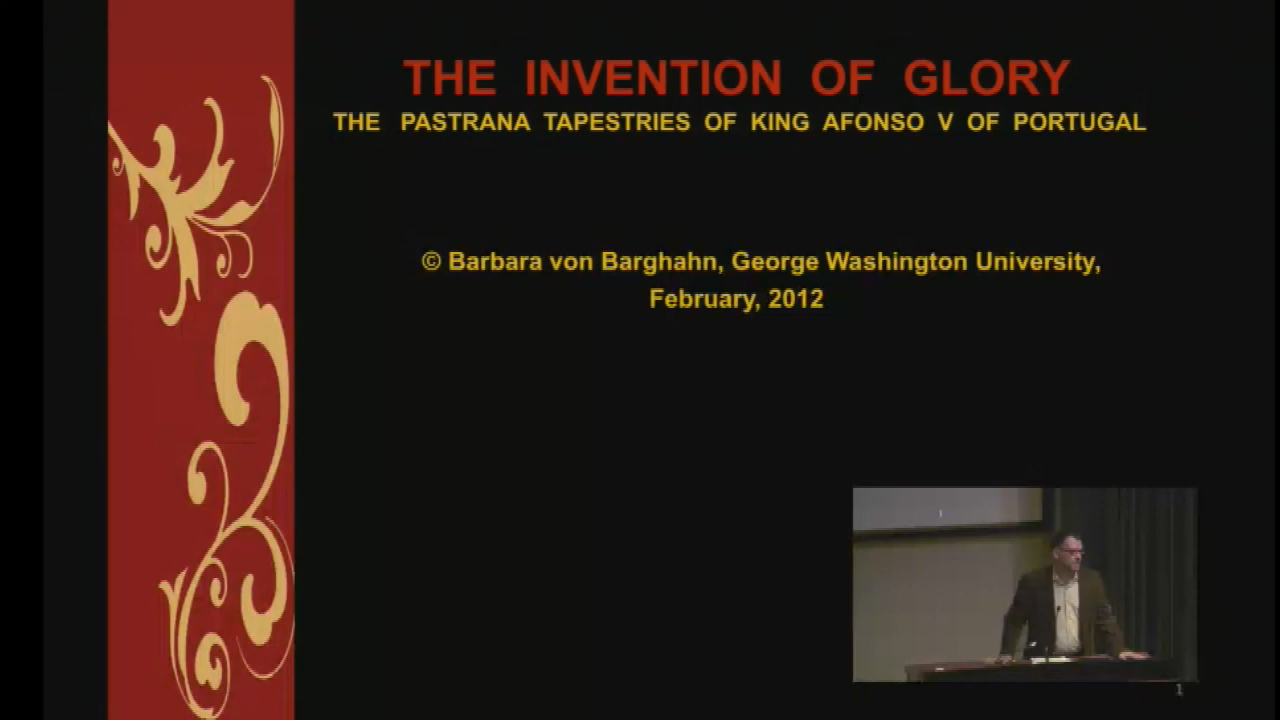 THE INVENTION OF GLORY
THE PASTRANA TAPESTRIES OF KING AFONSO V OF PORTUGAL
© Barbara von Barghahn, George Washington University,
February, 2012
1